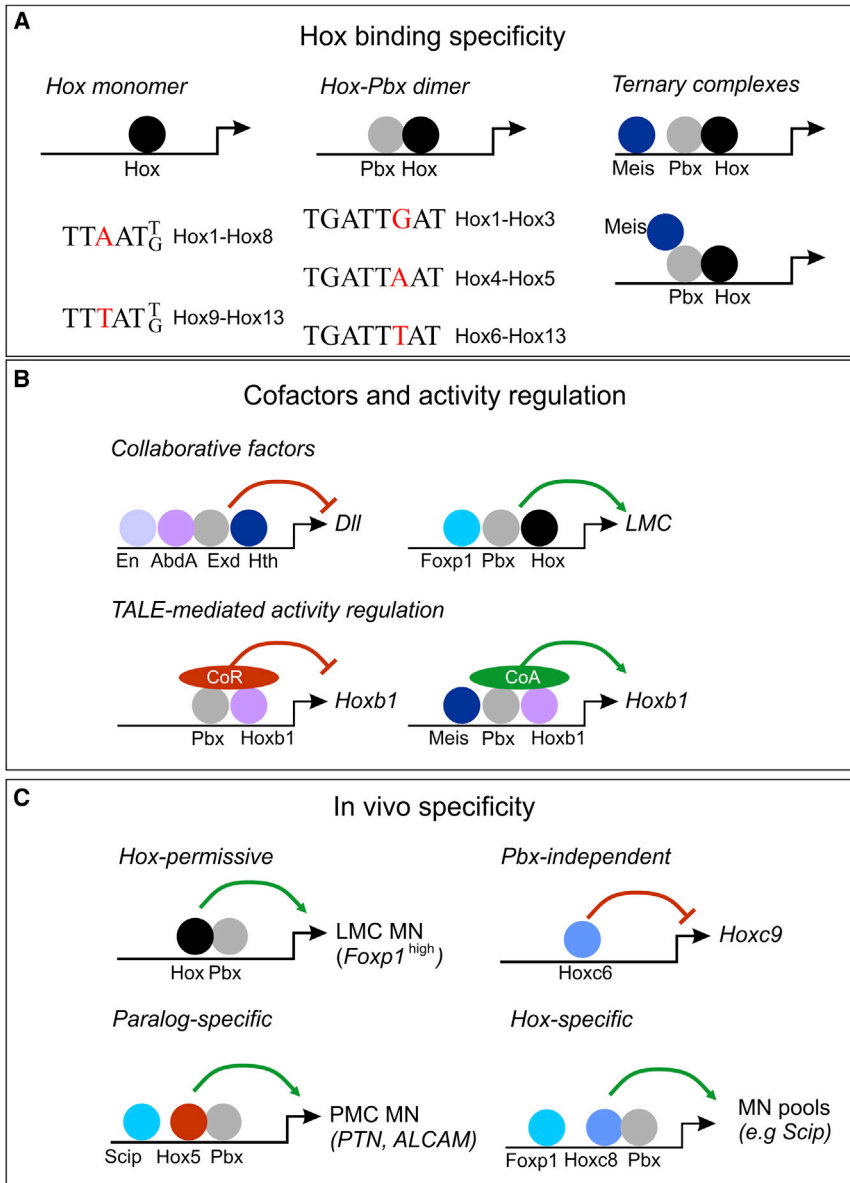 A
Hox binding specificity
Hox monomer
Hox
TTAATT/G Hox1-Hox8
TTTATT/G Hox9-Hox13
Hox-Pbx dimer
Pbx Hox
TGATTGAT Hox1-Hox3
TGATTAAT Hox4-Hox5
TGATTTAT Hox6-Hox13
Ternary complexes
Meis Pbx Hox
Meis
Pbx Hox
B
Cofactors and activity regulation
Collaborative factors
En AbdA Exd Hth
Dll
Foxp1 Pbx Hox
LMC
TALE-mediated activity regulation
CoR
Pbx Hoxb1
Hoxb1
CoA
Meis Pbx Hoxb1
Hoxb1
C
In vivo specificity
Hox-permissive
Hox Pbx
LMC MN
(Foxp1 high)
Pbx-independent
Hoxc6
Hoxc9
Paralog-specific
Scip Hox5 Pbx
PMC MN
(PTN, ALCAM)
Hox-specific
Foxp1 Hoxc8 Pbx
MN pools
(e.g Scip)